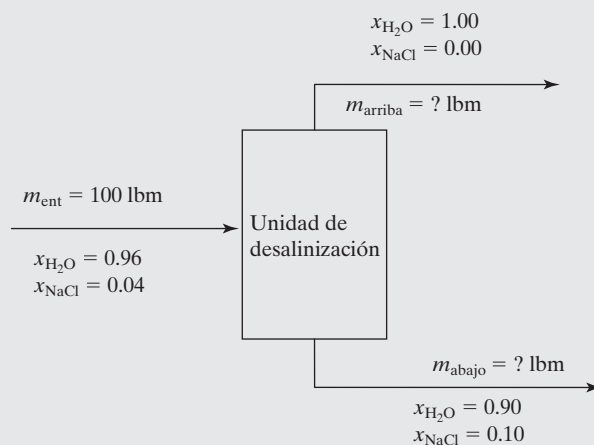 x_H₂O = 1.00
x_NaCl = 0.00
m_arriba = ? lbm
m_ent = 100 lbm
x_H₂O = 0.96
x_NaCl = 0.04
Unidad de
desalinización
m_abajo = ? lbm
x_H₂O = 0.90
x_NaCl = 0.10